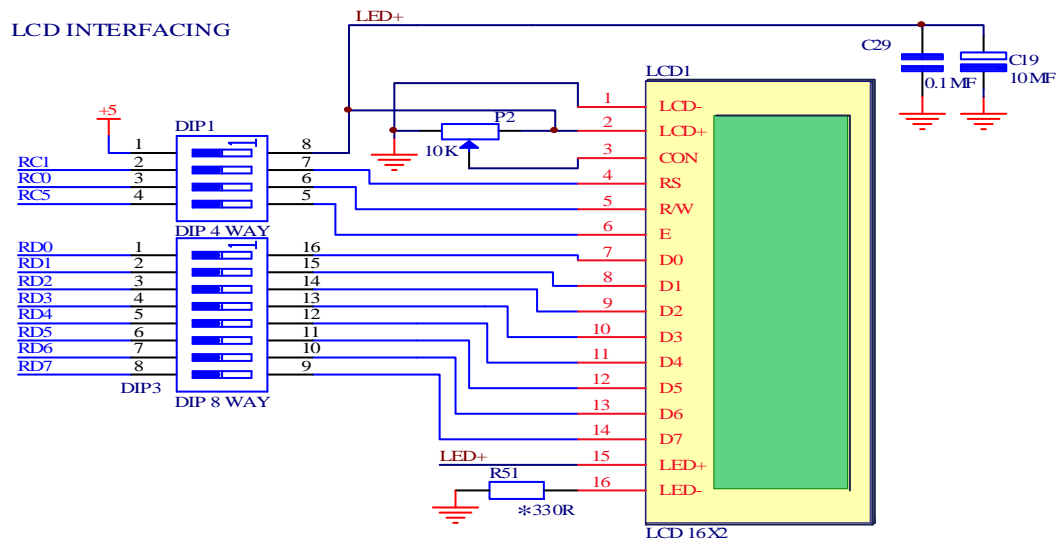 LED+
LCD INTERFACING
C29
0.1MF
C19
10MF
LCD1
+5
DIP1
1 8
RC1 2 7
RC0 3 6
RC5 4 5
DIP 4 WAY
P2
10K
RD0 1 16
RD1 2 15
RD2 3 14
RD3 4 13
RD4 5 12
RD5 6 11
RD6 7 10
RD7 8 9
DIP3
DIP 8 WAY
1 LCD-
2 LCD+
3 CON
4 RS
5 R/W
6 E
7 D0
8 D1
9 D2
10 D3
11 D4
12 D5
13 D6
14 D7
LED+ 15 LED+
16 LED-
R51
*330R
LCD 16X2